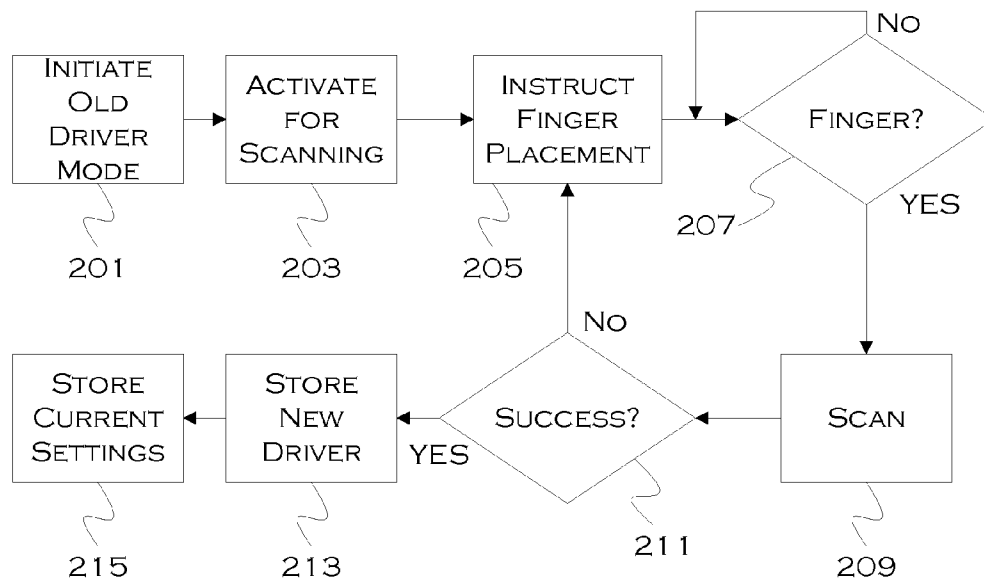 INITIATE
OLD
DRIVER
MODE
201
ACTIVATE
FOR
SCANNING
203
INSTRUCT
FINGER
PLACEMENT
205
NO
FINGER?
207
YES
SCAN
209
NO
SUCCESS?
211
YES
STORE
NEW
DRIVER
213
STORE
CURRENT
SETTINGS
215